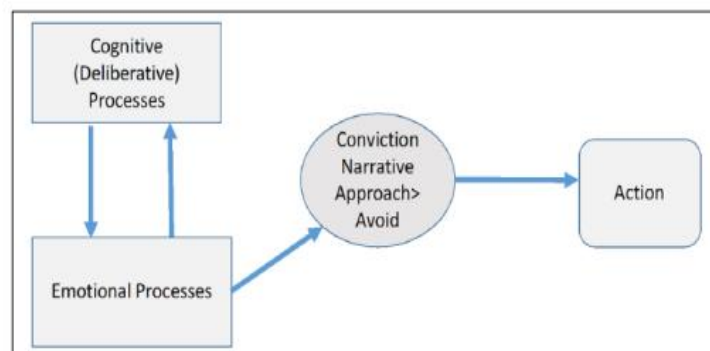 Cognitive
(Deliberative)
Processes
Conviction
Narrative
Approach>
Avoid
Action
Emotional Processes